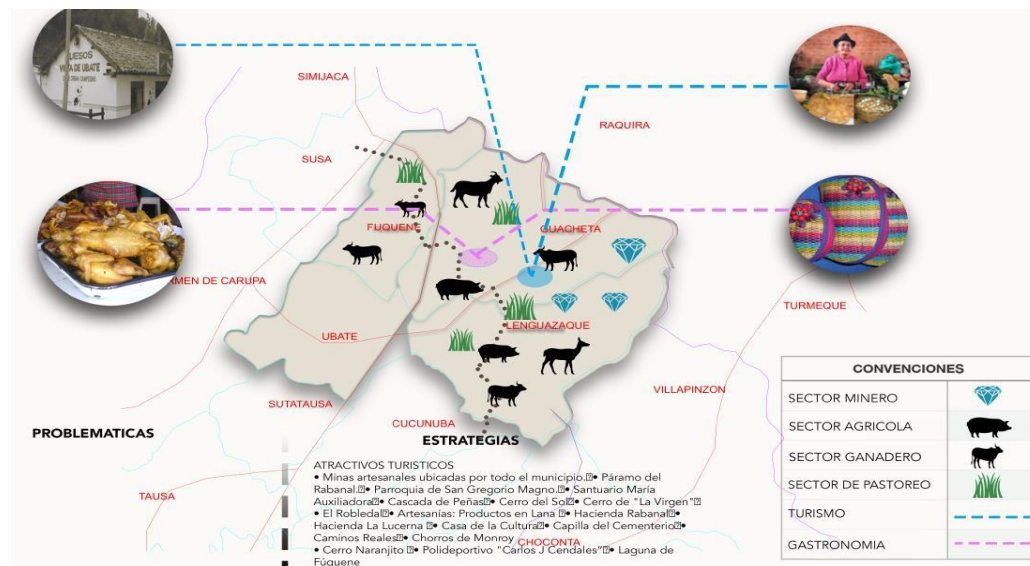 QUESOS
DE UBATE
SIMIJACA
RAQUIRA
SUSA
FUQUENE
GUACHETA
MEN DE CARUPA
TURMEQUE
LENGUAZAQUE
UBATE
VILLAPINZON
SUTATAUSA
CUCUNUBA
TAUSA
CHOCONTA
CONVENCIONES
SECTOR MINERO
SECTOR AGRICOLA
SECTOR GANADERO
SECTOR DE PASTOREO
TURISMO
GASTRONOMIA
PROBLEMATICAS
ESTRATEGIAS
ATRACTIVOS TURISTICOS
• Minas artesanales ubicadas por todo el municipio.• Páramo del
Rabanal.• Parroquia de San Gregorio Magno.• Santuario María
Auxiliadora• Cascada de Peñas• Cerro del Sol• Cerro de "La Virgen"
• El Robledal• Artesanías: Productos en Lana • Hacienda Rabanal•
Hacienda La Lucerna • Casa de la Cultura• Capilla del Cementerio•
Caminos Reales• Chorros de Monroy
• Cerro Naranjito • Polideportivo "Carlos J Cendales"• Laguna de
Fúguene